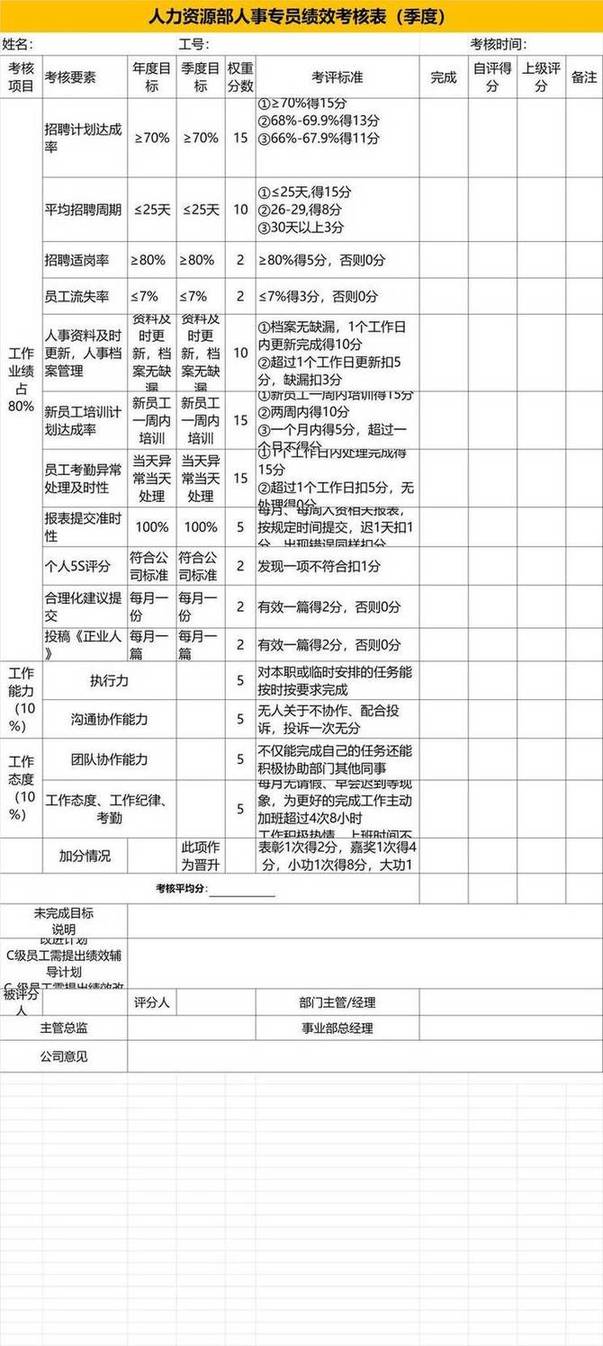 人力资源部人事专员绩效考核表（季度）
姓名： 工号： 考核时间：
考核项目 考核要素 年度目标 季度目标 权重分数 考评标准 完成 自评得分 上级评分 备注
工作业绩占80%
招聘计划达成率 ≥70% ≥70% 15 ①≥70%得15分
②68%-69.9%得13分
③66%-67.9%得11分
平均招聘周期 ≤25天 ≤25天 10 ①≤25天,得15分
②26-29,得8分
③30天以上3分
招聘适岗率 ≥80% ≥80% 2 ≥80%得5分，否则0分
员工流失率 ≤7% ≤7% 2 ≤7%得3分，否则0分
人事资料及时更新，人事档案管理 资料及时更新，档案无缺漏 资料及时更新，档案无缺漏 10 ①档案无缺漏，1个工作日
内更新完成得10分
②超过1个工作日更新扣5
分，缺漏扣3分
新员工培训计划达成率 新员工一周内培训 新员工一周内培训 15 ①新员工一周内培训得15分
②两周内得10分
③一个月内得5分，超过一
个月不得分
员工考勤异常处理及时性 当天异常当天处理 当天异常当天处理 15 ①1个工作日内处理完成得
15分
②超过1个工作日扣5分，无
处理得0分
报表提交准时性 100% 100% 5 每月、每周人资相关报表，
按规定时间提交，迟1天扣1
分，出现错误同样扣分
个人5S评分 符合公司标准 符合公司标准 2 发现一项不符合扣1分
合理化建议提交 每月一份 每月一份 2 有效一篇得2分，否则0分
投稿《正业人》 每月一篇 每月一篇 2 有效一篇得2分，否则0分
工作能力（10%）
执行力 5 对本职或临时安排的任务能
按时按要求完成
沟通协作能力 5 无人关于不协作、配合投
诉，投诉一次无分
工作态度（10%）
团队协作能力 5 不仅能完成自己的任务还能
积极协助部门其他同事
工作态度、工作纪律、考勤 5 每月无请假、早会迟到等现
象，为更好的完成工作主动
加班超过4次8小时
工作积极热情，上班时间不
加分情况 此项作为晋升 表彰1次得2分，嘉奖1次得4
分，小功1次得8分，大功1
考核平均分：
未完成目标
说明
改进计划
C级员工需提出绩效辅
导计划
级员工需提出绩效改
被评分人 评分人 部门主管/经理
主管总监 事业部总经理
公司意见